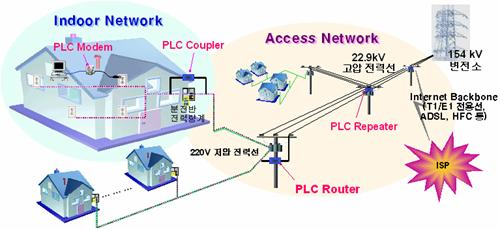 Indoor Network
PLC Modem
PLC Coupler
분전반
전력량계
Access Network
22.9kV
고압 전력선
154 kV
변전소
PLC Repeater
Internet Backbone
(T1/E1 전용선,
ADSL, HFC 등)
220V 저압 전력선
PLC Router
ISP